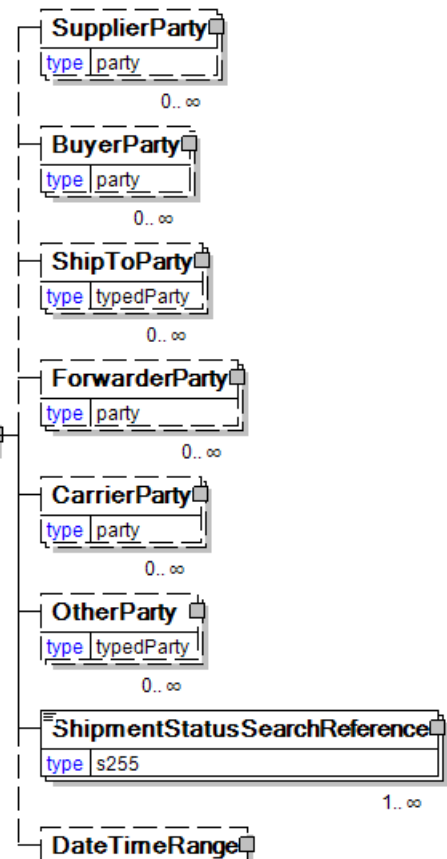 SupplierParty
type party
0.. ∞
BuyerParty
type party
0.. ∞
ShipToParty
type typedParty
0.. ∞
ForwarderParty
type party
0.. ∞
CarrierParty
type party
0.. ∞
OtherParty
type typedParty
0.. ∞
ShipmentStatusSearchReference
type s255
1.. ∞
DateTimeRange